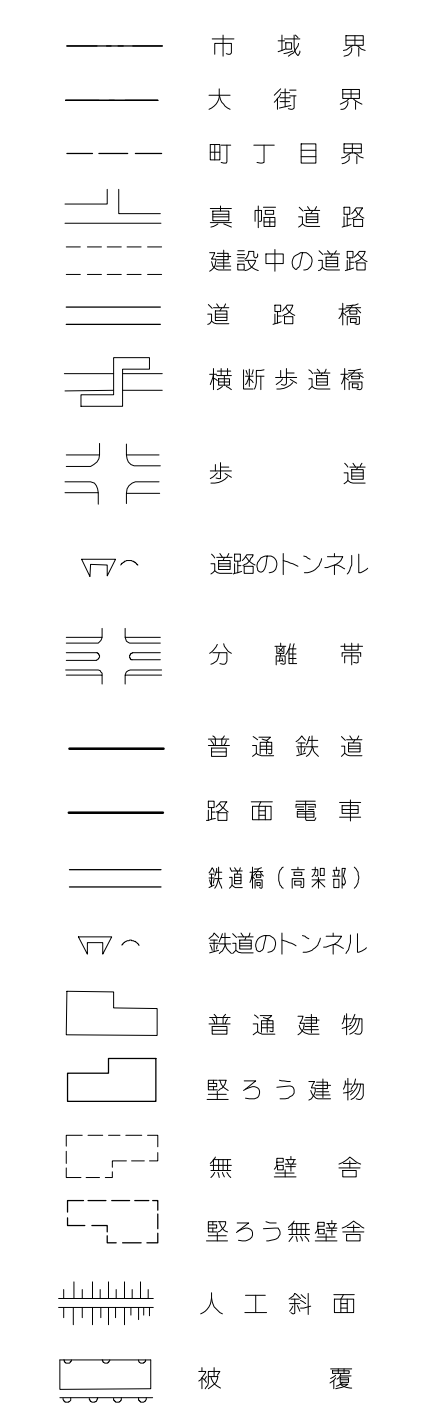 市域界
大街界
町丁目界
真幅道路
建設中の道路
道路橋
横断歩道橋
歩道
道路のトンネル
分離帯
普通鉄道
路面電車
鉄道橋（高架部）
鉄道のトンネル
普通建物
堅ろう建物
無壁舎
堅ろう無壁舎
人工斜面
被覆